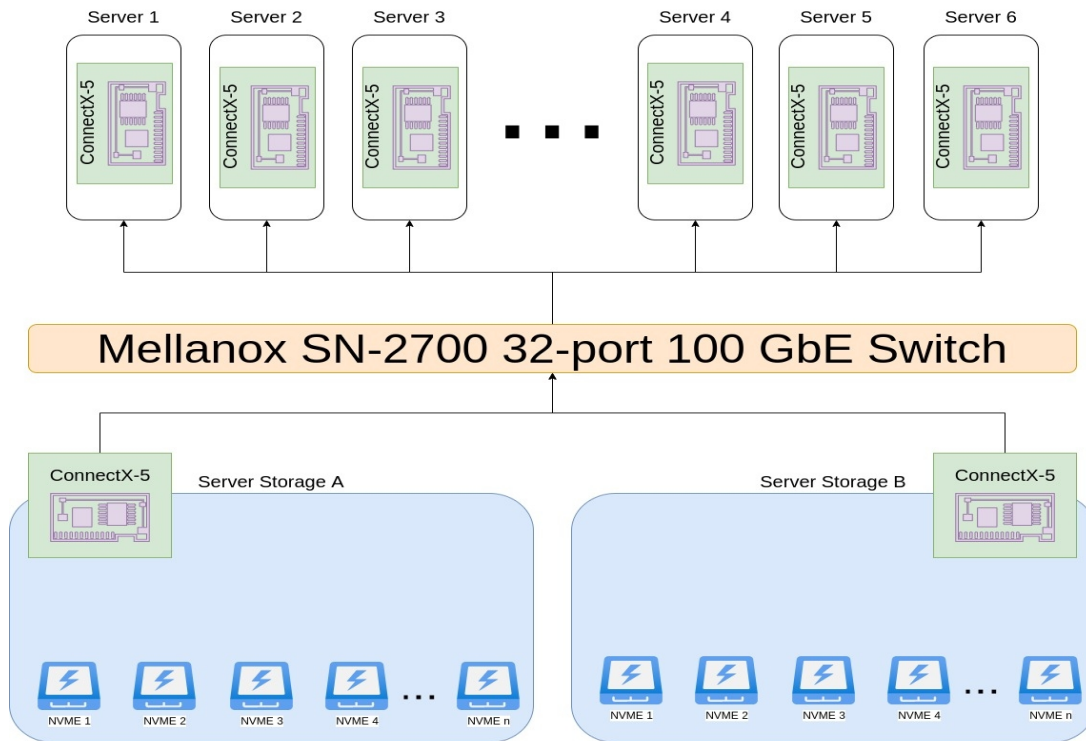 Server 1
Server 2
Server 3
Server 4
Server 5
Server 6
ConnectX-5
ConnectX-5
ConnectX-5
ConnectX-5
ConnectX-5
ConnectX-5
Mellanox SN-2700 32-port 100 GbE Switch
ConnectX-5
Server Storage A
Server Storage B
ConnectX-5
NVME 1
NVME 2
NVME 3
NVME 4
...
NVME n
NVME 1
NVME 2
NVME 3
NVME 4
...
NVME n